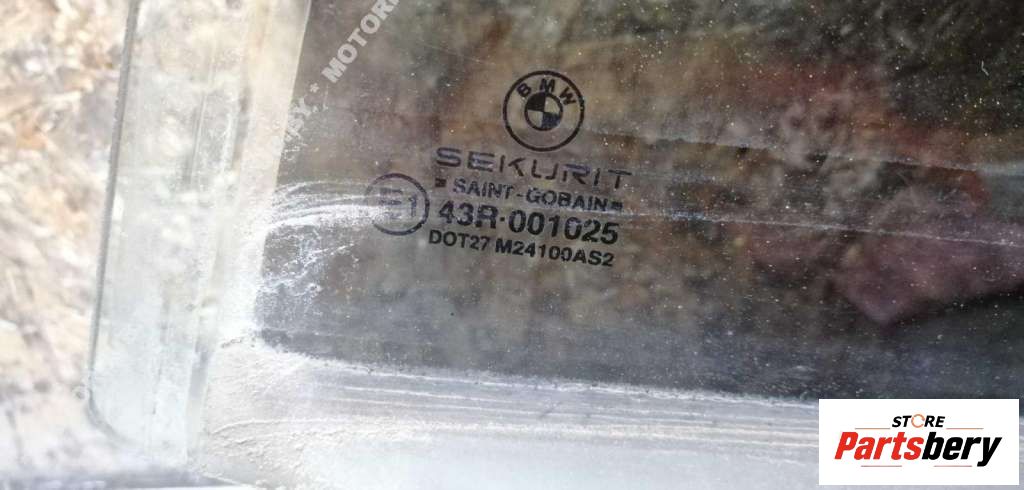 MOTOR
BMW
SEKURIT
SAINT-GOBAIN
E1
43R-001025
DOT27 M24100AS2
STORE
Partsbery